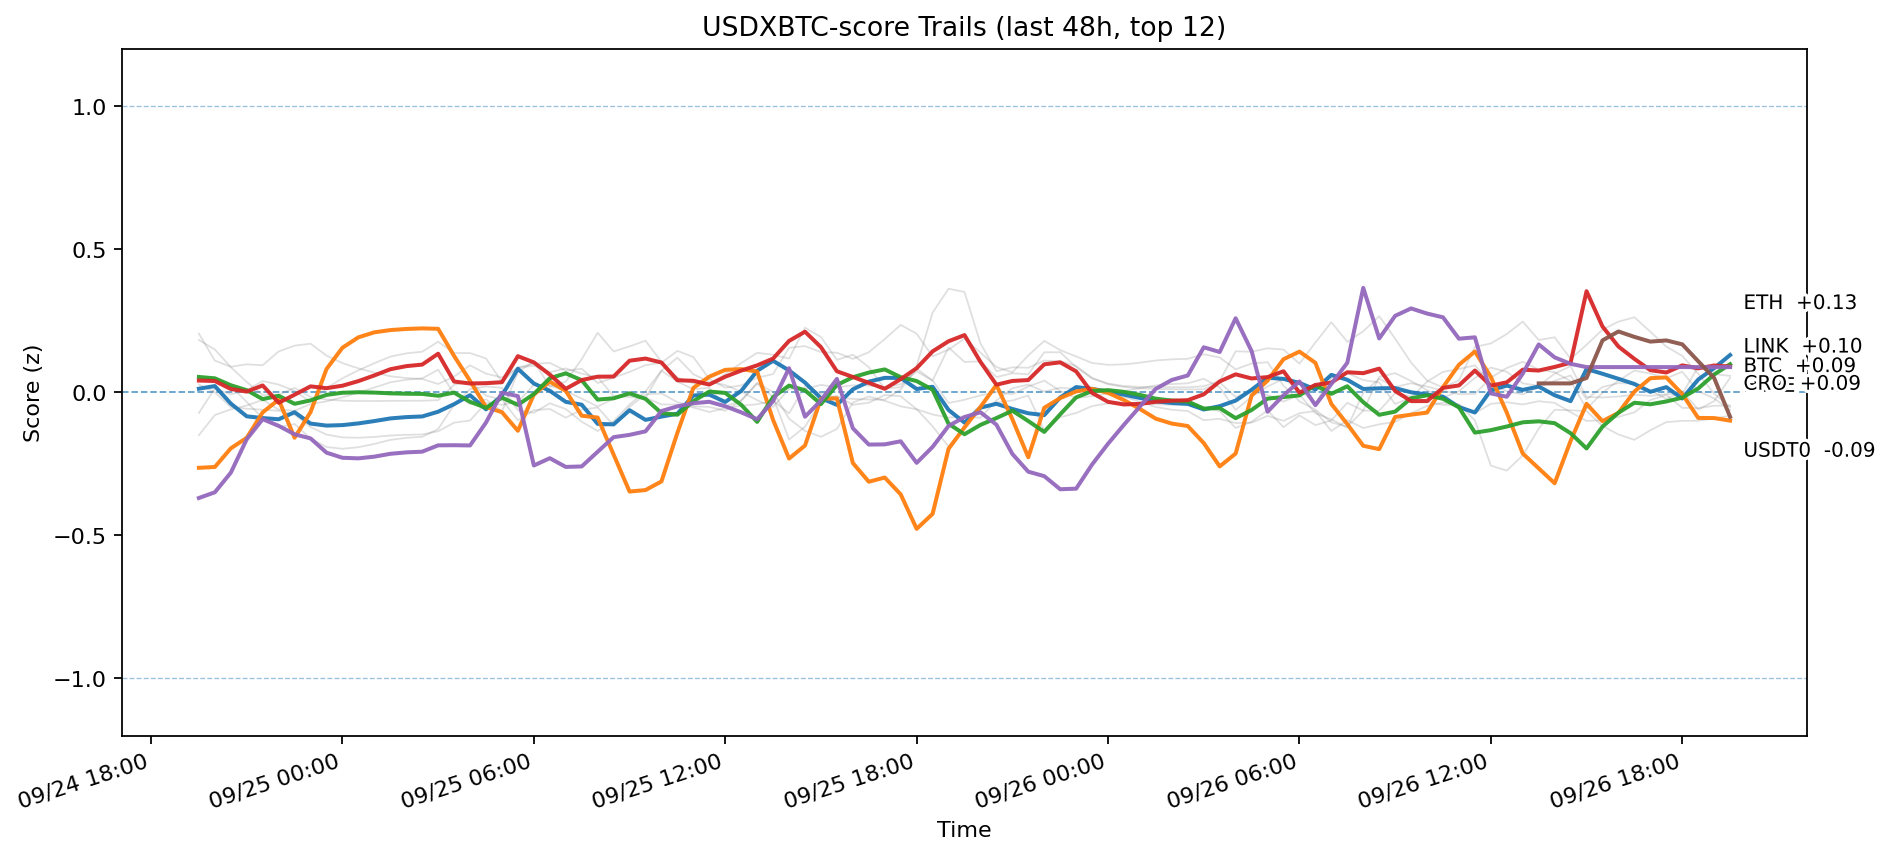 USDXBTC-score Trails (last 48h, top 12)
Score (z)
1.0
0.5
0.0
−0.5
−1.0
ETH +0.13
LINK +0.10
BTC +0.09
+0.09
USDT0 -0.09
09/24 18:00
09/25 00:00
09/25 06:00
09/25 12:00
09/25 18:00
09/26 00:00
09/26 06:00
09/26 12:00
09/26 18:00
Time